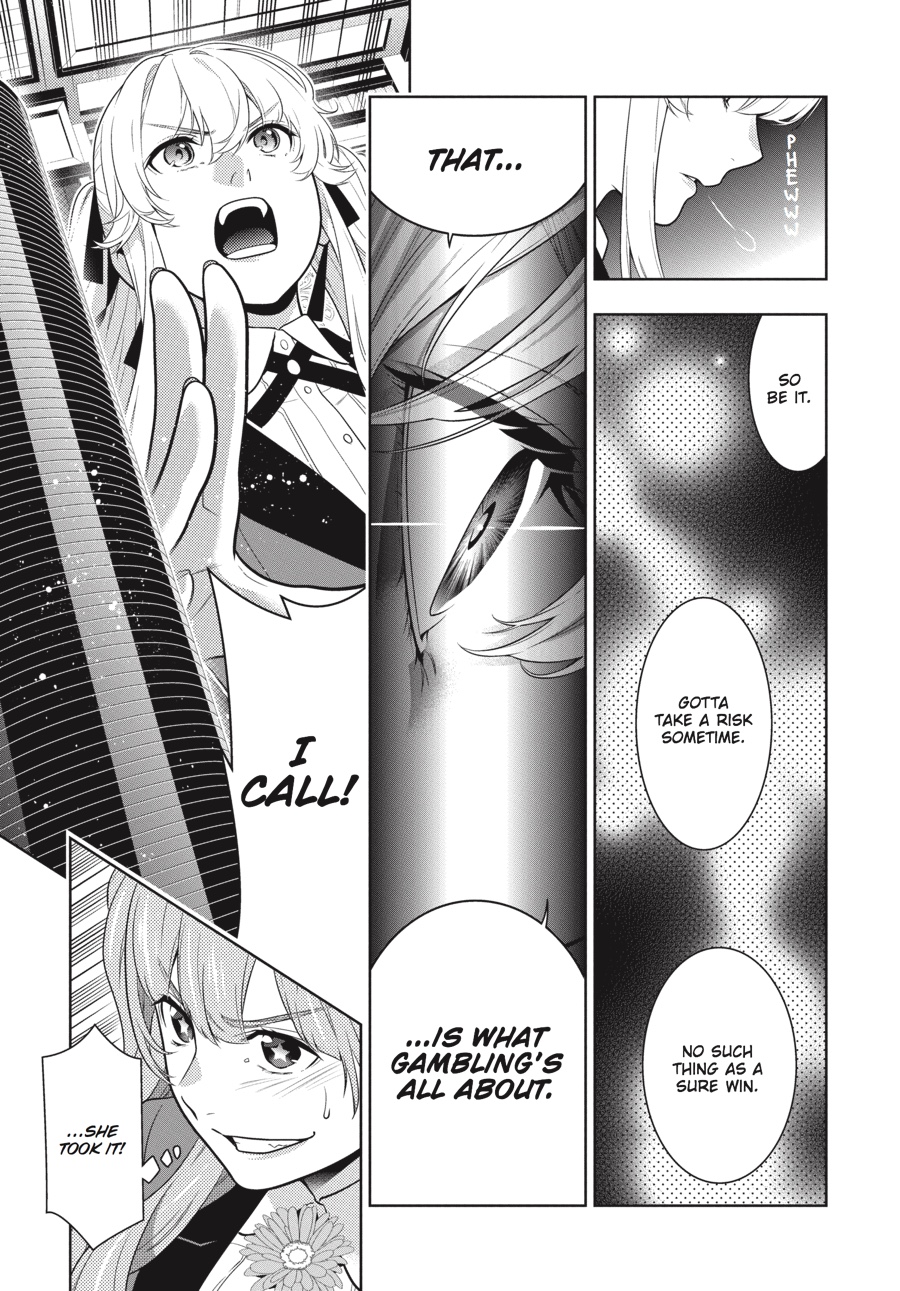 PHEWWW
SO
BE IT.
GOTTA
TAKE A RISK
SOMETIME.
NO SUCH
THING AS A
SURE WIN.
THAT...
...IS WHAT
GAMBLING'S
ALL ABOUT.
I
CALL!
...SHE
TOOK IT!